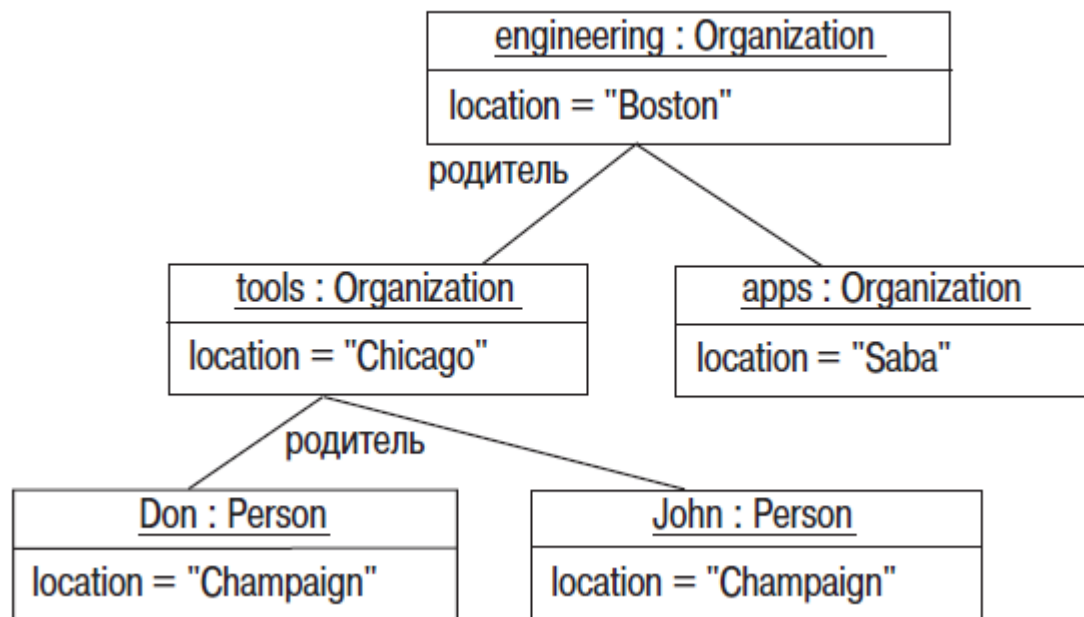 engineering : Organization
location = "Boston"
родитель
tools : Organization
apps : Organization
location = "Chicago"
location = "Saba"
родитель
Don : Person
John : Person
location = "Champaign"
location = "Champaign"